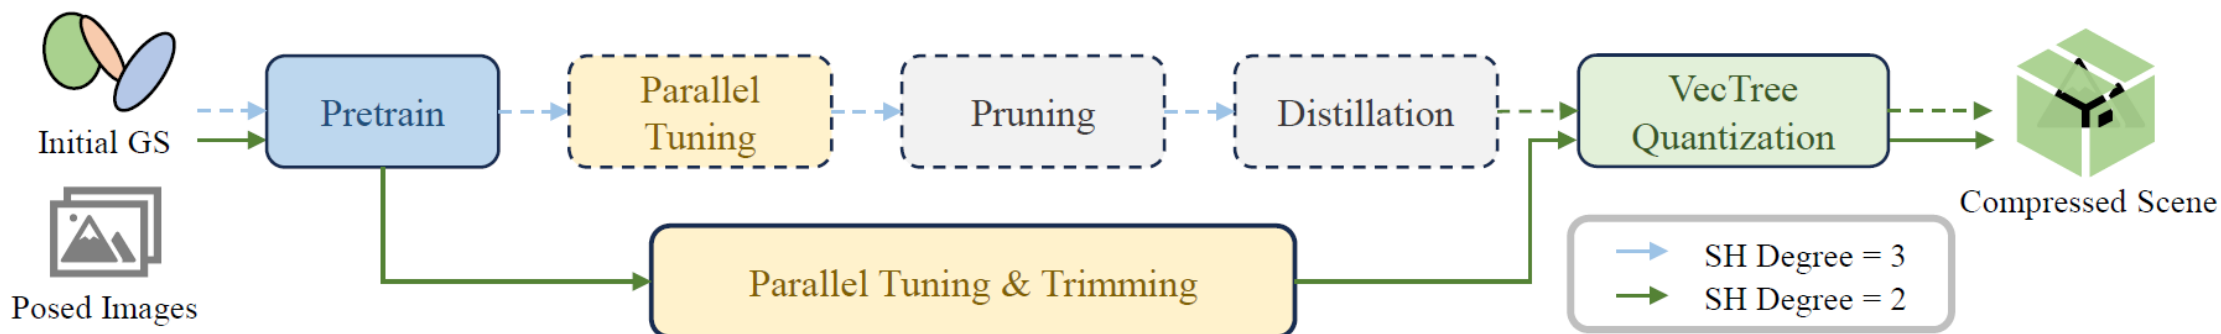 Initial GS
Posed Images
Pretrain
Parallel
Tuning
Pruning
Distillation
Parallel Tuning & Trimming
VecTree
Quantization
Compressed Scene
SH Degree = 3
SH Degree = 2